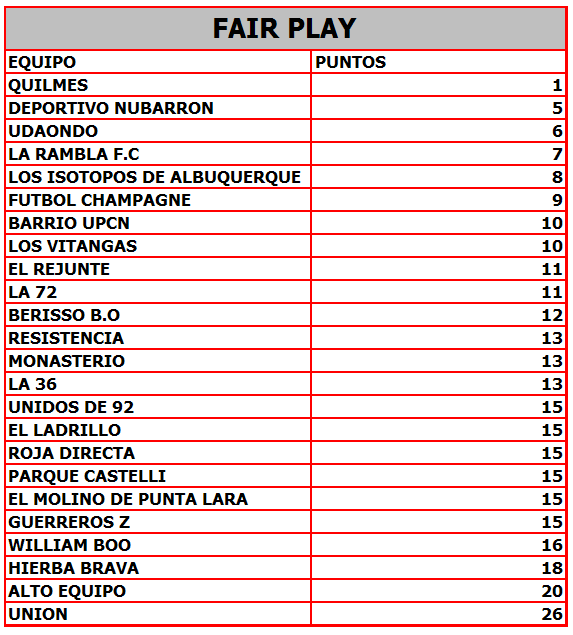 FAIR PLAY
EQUIPO PUNTOS
QUILMES 1
DEPORTIVO NUBARRON 5
UDAONDO 6
LA RAMBLA F.C 7
LOS ISOTOPOS DE ALBUQUERQUE 8
FUTBOL CHAMPAGNE 9
BARRIO UPCN 10
LOS VITANGAS 10
EL REJUNTE 11
LA 72 11
BERISSO B.O 12
RESISTENCIA 13
MONASTERIO 13
LA 36 13
UNIDOS DE 92 15
EL LADRILLO 15
ROJA DIRECTA 15
PARQUE CASTELLI 15
EL MOLINO DE PUNTA LARA 15
GUERREROS Z 15
WILLIAM BOO 16
HIERBA BRAVA 18
ALTO EQUIPO 20
UNION 26